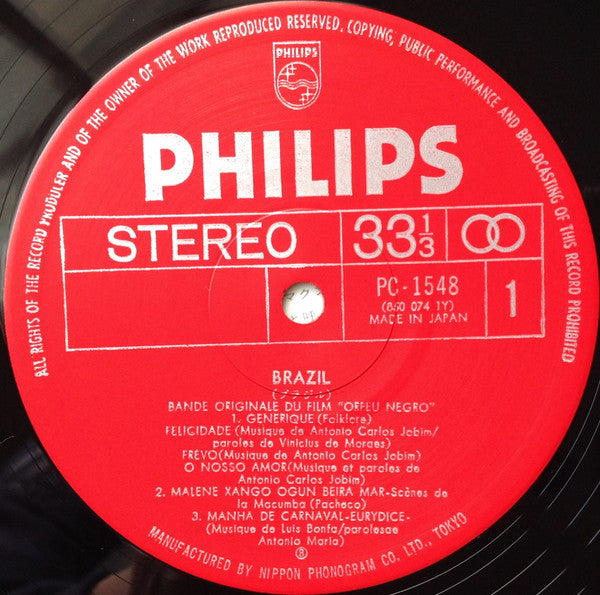 ALL RIGHTS OF THE RECORD PRODUCER AND OF THE OWNER OF THE WORK REPRODUCED RESERVED. COPYING, PUBLIC PERFORMANCE AND BROADCASTING OF THIS RECORD PROHIBITED
PHILIPS
PHILIPS
STEREO 33⅓
PC-1548
(850 074 1Y)
MADE IN JAPAN
1
BRAZIL
(ブラジル)
BANDE ORIGINALE DU FILM "ORFEU NEGRO"
1. GENERIQUE (Folklore)
FELICIDADE (Musique de Antonio Carlos Jobim/
paroles de Vinicius de Moraes)
FREVO(Musique de Antonio Carlos Jobim)
O NOSSO AMOR(Musique et paroles de
Antonio Carlos Jobim
2. MALENE XANGO OGUN BEIRA MAR-Scènes de
la Macumba (Pacheco)
3. MANHA DE CARNAVAL-EURYDICE-
(Musique de Luis Bonfa/parolesae
Antonio Maria)
MANUFACTURED BY NIPPON PHONOGRAM CO. LTD., TOKYO